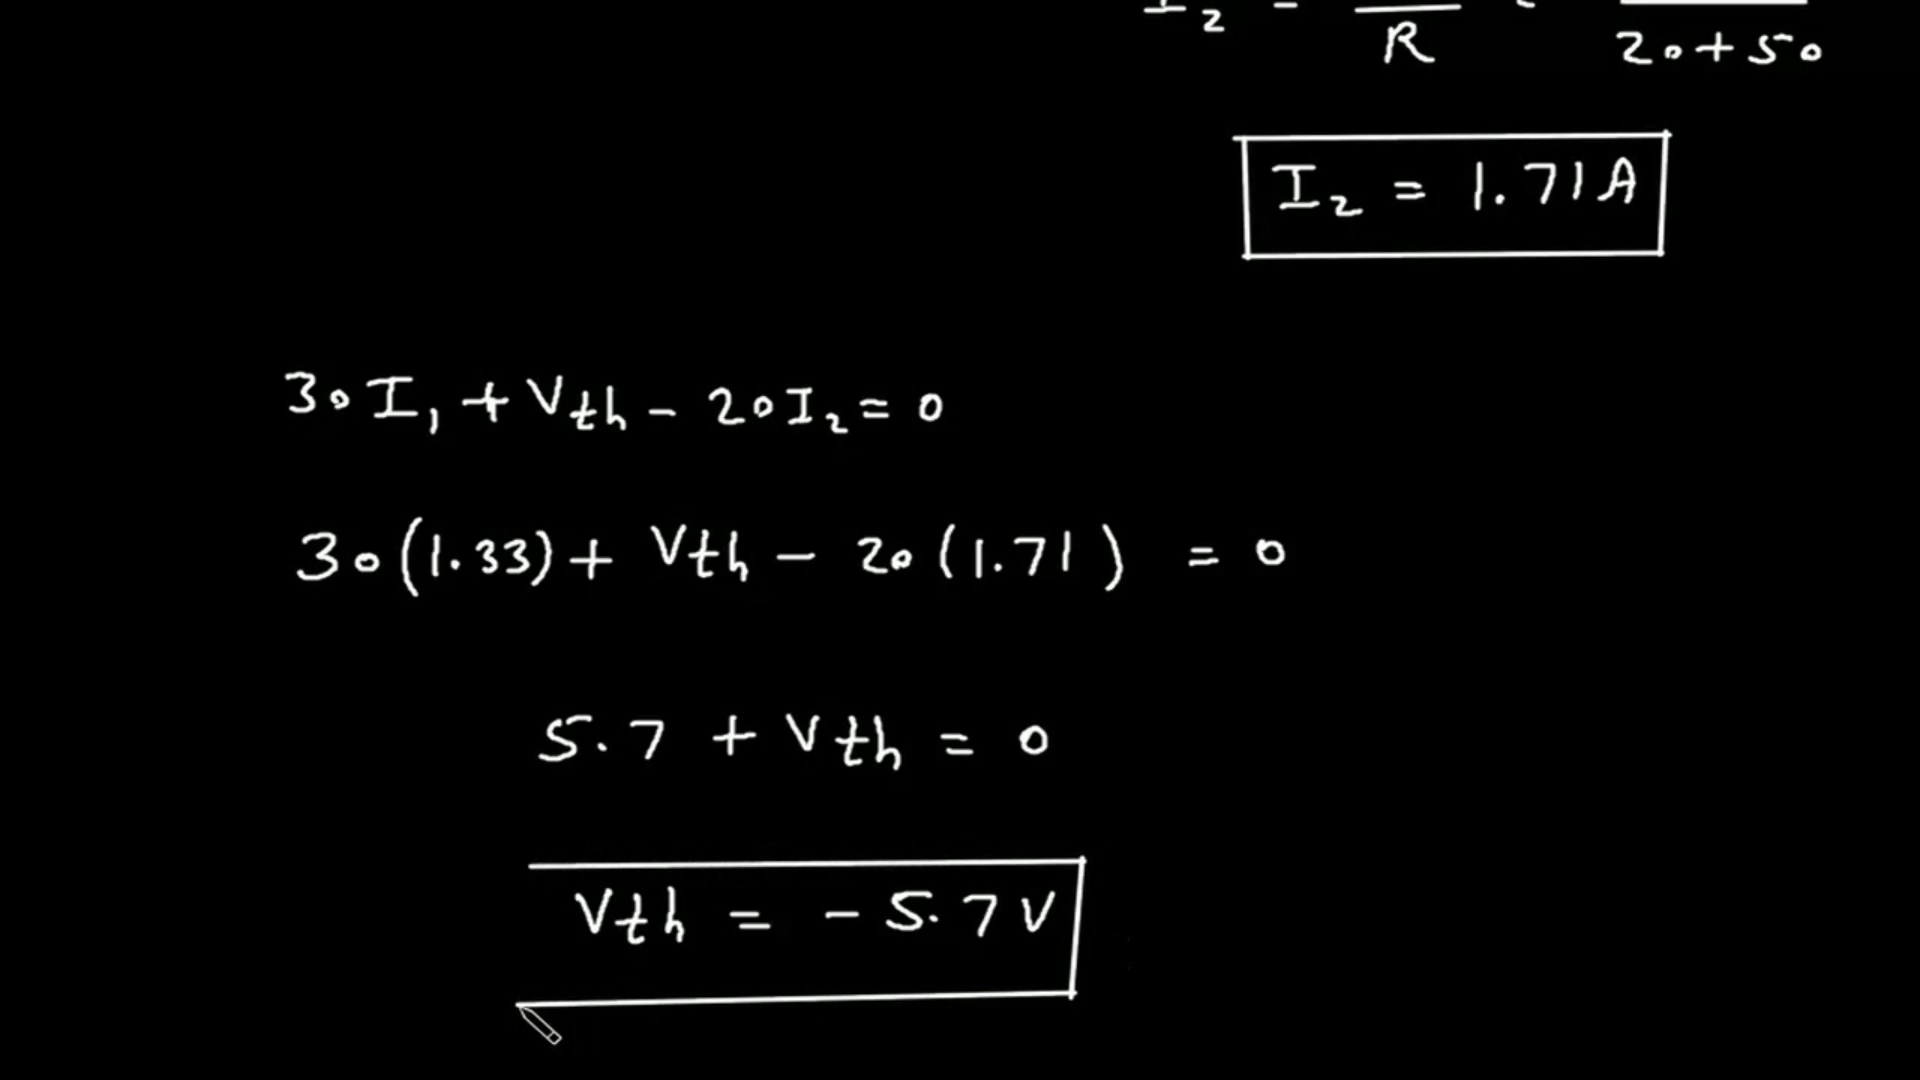 I₂ = / R = / 20+50
I₂ = 1.71A
30I₁ + Vth - 20I₂ = 0
30(1.33) + Vth - 20(1.71) = 0
5.7 + Vth = 0
Vth = -5.7V